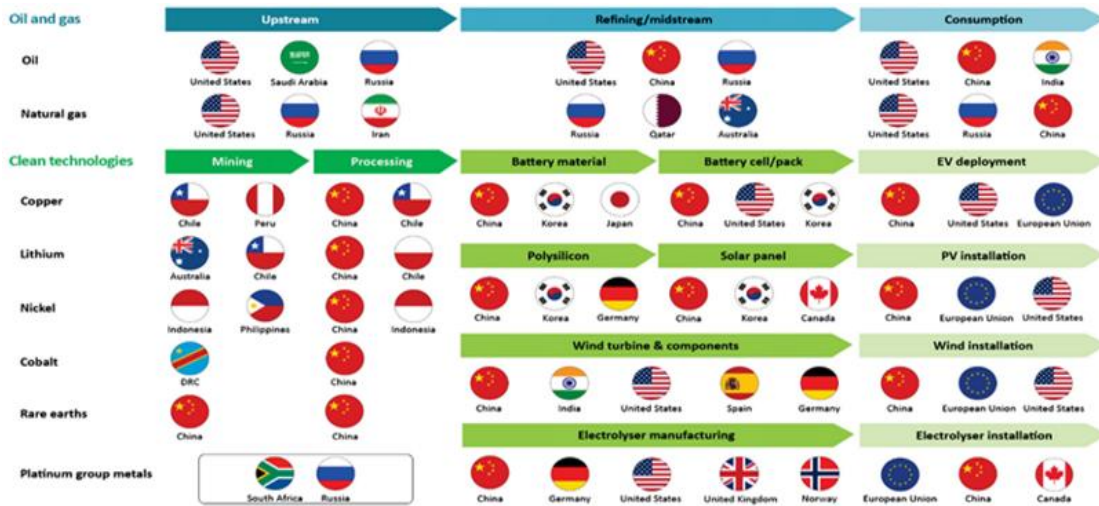 Oil and gas Upstream Refining/midstream Consumption
Oil
United States Saudi Arabia Russia United States China Russia United States China India
Natural gas
United States Russia Iran Russia Qatar Australia United States Russia China
Clean technologies Mining Processing Battery material Battery cell/pack EV deployment
Copper
Chile Peru China Chile China Korea Japan China United States Korea China United States European Union
Lithium Polysilicon Solar panel PV installation
Australia Chile China Chile
Nickel
Indonesia Philippines China Indonesia China Korea Germany China Korea Canada China European Union United States
Wind turbine & components Wind installation
Cobalt
DRC China
China India United States Spain Germany China European Union United States
Rare earths
China China
Electrolyser manufacturing Electrolyser installation
Platinum group metals
South Africa Russia China Germany United States United Kingdom Norway European Union China Canada